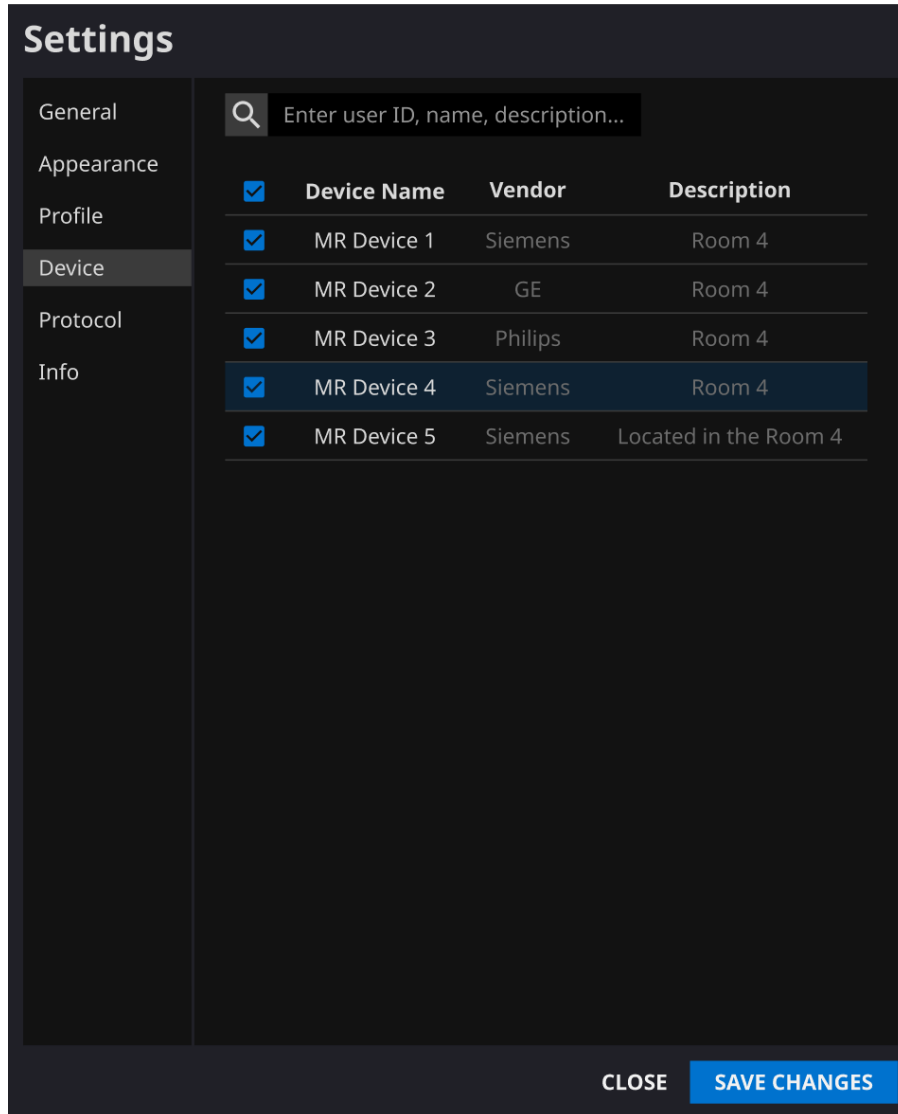 Settings
General
Appearance
Profile
Device
Protocol
Info
Enter user ID, name, description...
Device Name Vendor Description
MR Device 1 Siemens Room 4
MR Device 2 GE Room 4
MR Device 3 Philips Room 4
MR Device 4 Siemens Room 4
MR Device 5 Siemens Located in the Room 4
CLOSE SAVE CHANGES